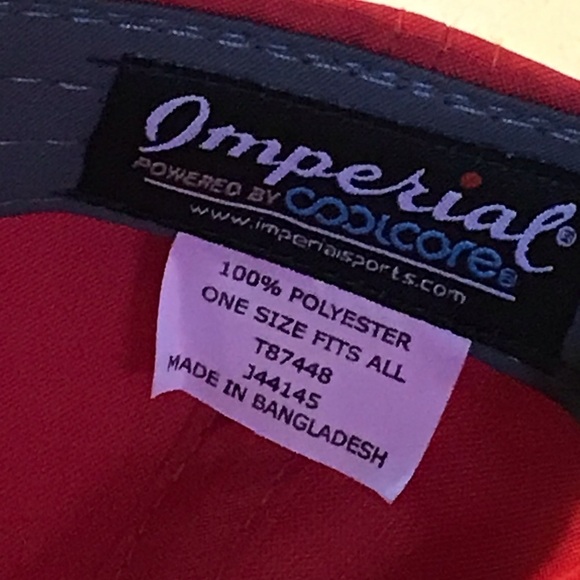 Imperial®
POWERED BY coolcore®
www.imperialsports.com
100% POLYESTER
ONE SIZE FITS ALL
T87448
J44145
MADE IN BANGLADESH